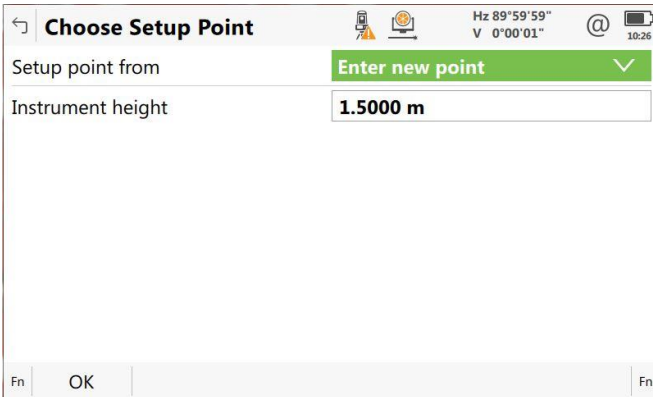 Choose Setup Point
Hz 89°59'59"
V 0°00'01"
@
10:26
Setup point from
Enter new point
Instrument height
1.5000 m
Fn
OK
Fn